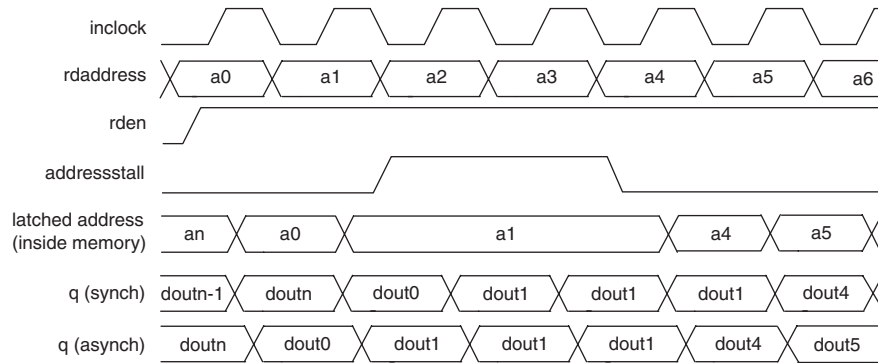 inclock
rdaddress a0 a1 a2 a3 a4 a5 a6
rden
addressstall
latched address
(inside memory) an a0 a1 a4 a5
q (synch) doutn-1 doutn dout0 dout1 dout1 dout1 dout4
q (asynch) doutn dout0 dout1 dout1 dout1 dout4 dout5